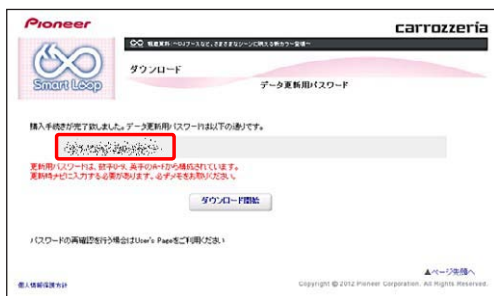 Pioneer
carrozzeria
Smart Loop
ダウンロード
データ更新用パスワード
購入手続きが完了致しました。データ更新用パスワードは以下の通りです。
更新用パスワードは、数字0-9、英字のA-Fから構成されています。
更新時ナビに入力する必要があります。必ずメモをお取りください。
ダウンロード開始
パスワードの再確認を行う場合はUser's Pageをご利用ください
▲ページ先頭へ
個人情報保護方針
Copyright © 2012 Pioneer Corporation. All Rights Reserved.